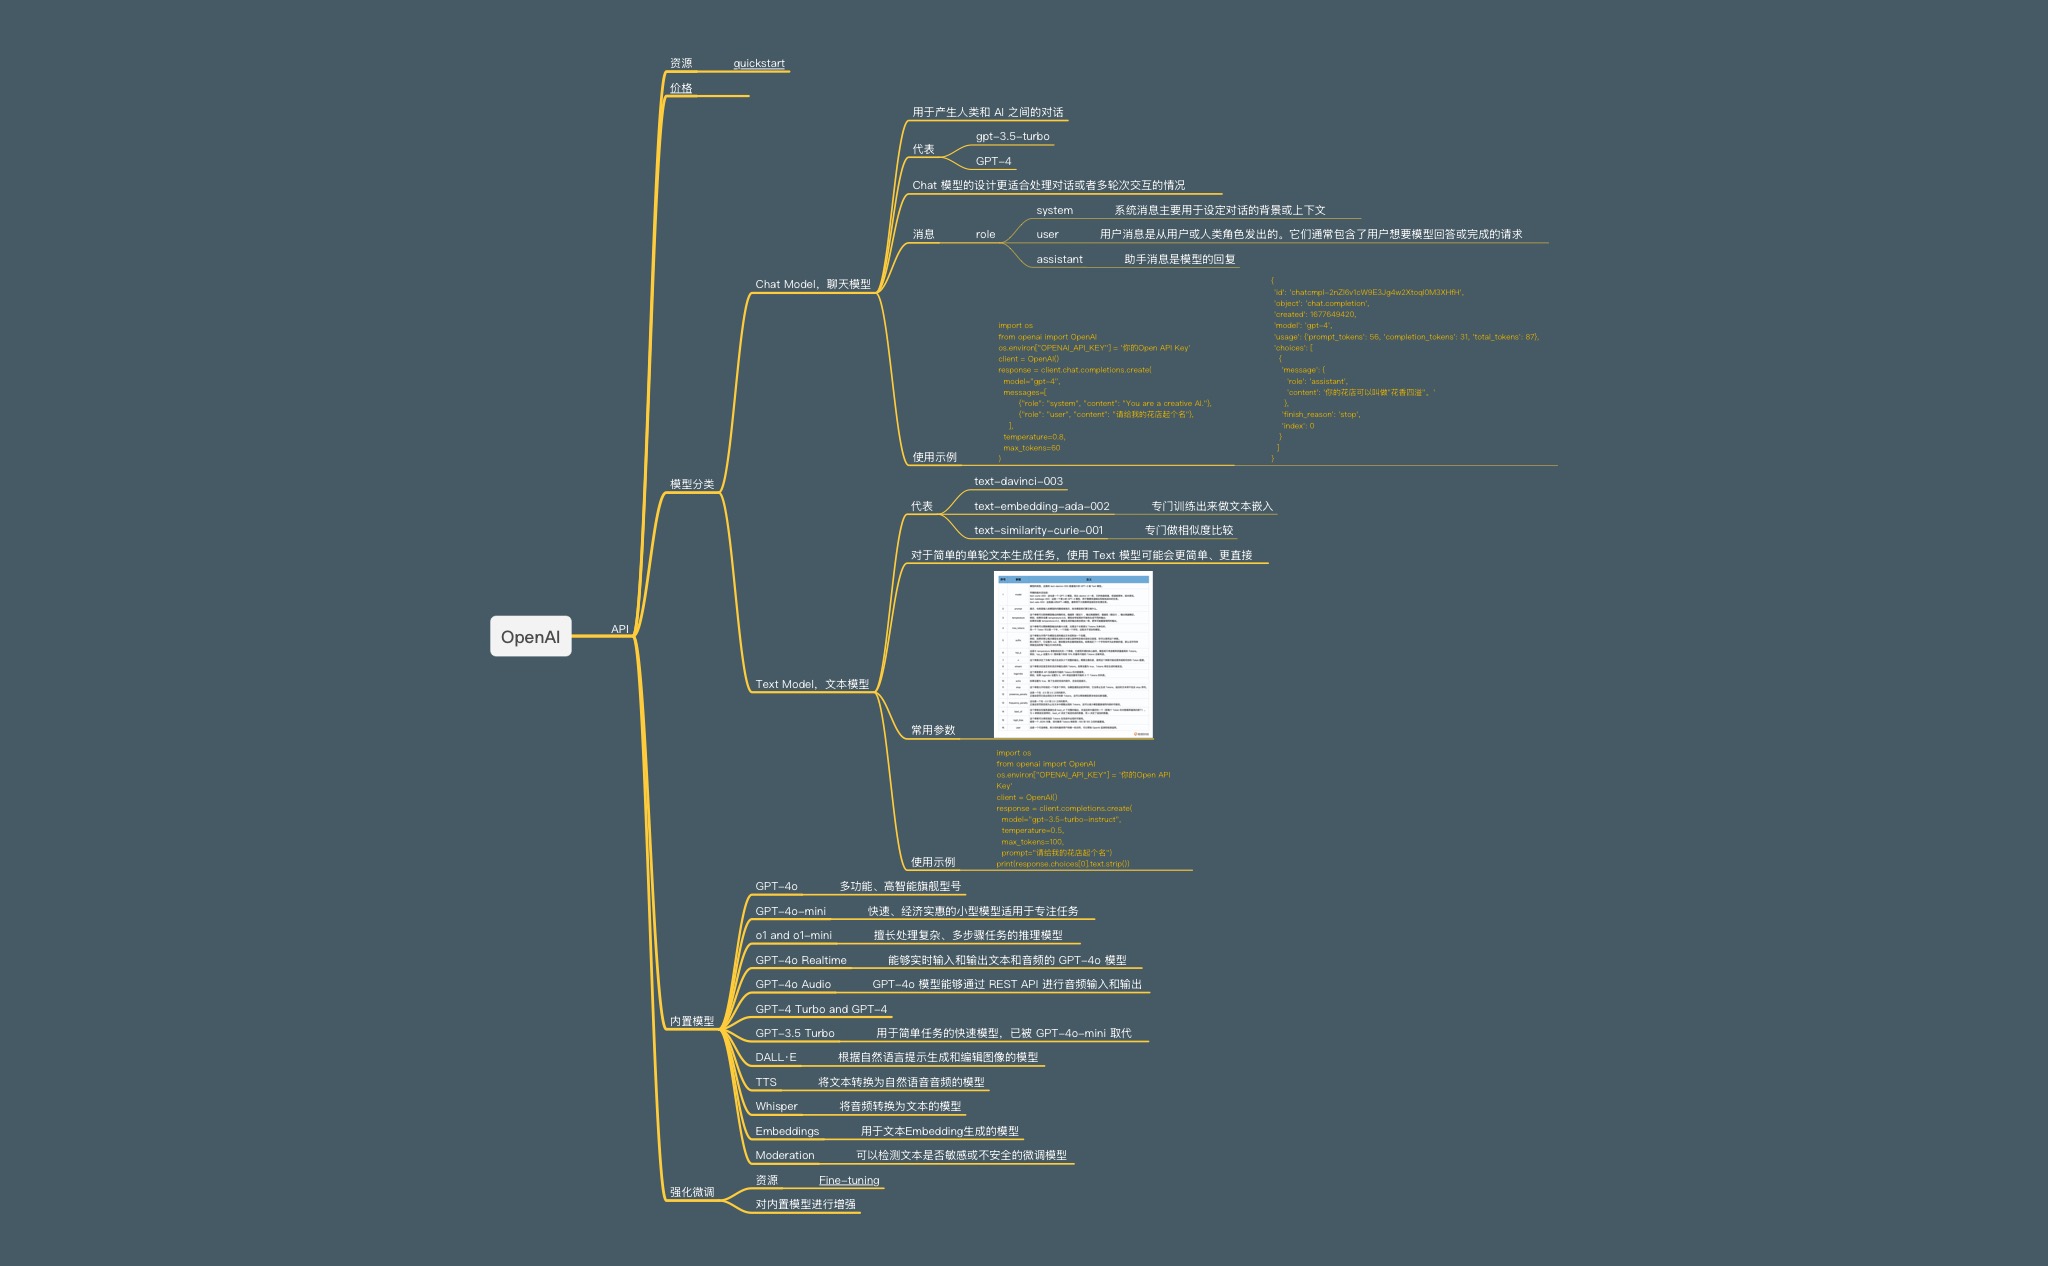 OpenAI
API
资源
quickstart
价格
模型分类
Chat Model，聊天模型
用于产生人类和 AI 之间的对话
代表
gpt-3.5-turbo
GPT-4
Chat 模型的设计更适合处理对话或者多轮次交互的情况
消息
role
system
系统消息主要用于设定对话的背景或上下文
user
用户消息是从用户或人类角色发出的。它们通常包含了用户想要模型回答或完成的请求
assistant
助手消息是模型的回复
使用示例
import os
from openai import OpenAI
os.environ["OPENAI_API_KEY"] = '你的Open API Key'
client = OpenAI()
response = client.chat.completions.create(
model="gpt-4",
messages=[
{"role": "system", "content": "You are a creative AI."},
{"role": "user", "content": "请给我的花店起个名"},
],
temperature=0.8,
max_tokens=60
)
{
'object': 'chat.completion',
'created': 1677649420,
'model': 'gpt-4',
'usage': {'prompt_tokens': 56, 'completion_tokens': 31, 'total_tokens': 87},
'choices': [
{
'message': {
'role': 'assistant',
'content': '你的花店可以叫做"花香四溢"。'
},
'finish_reason': 'stop',
'index': 0
}
]
}
Text Model，文本模型
代表
text-davinci-003
text-embedding-ada-002
专门训练出来做文本嵌入
text-similarity-curie-001
专门做相似度比较
对于简单的单轮文本生成任务，使用 Text 模型可能会更简单、更直接
常用参数
使用示例
import os
from openai import OpenAI
os.environ["OPENAI_API_KEY"] = '你的Open API
Key'
client = OpenAI()
response = client.completions.create(
model="gpt-3.5-turbo-instruct",
temperature=0.5,
max_tokens=100,
prompt="请给我的花店起个名")
print(response.choices[0].text.strip())
内置模型
GPT-4o
多功能、高智能旗舰型号
GPT-4o-mini
快速、经济实惠的小型模型适用于专注任务
o1 and o1-mini
擅长处理复杂、多步骤任务的推理模型
GPT-4o Realtime
能够实时输入和输出文本和音频的 GPT-4o 模型
GPT-4o Audio
GPT-4o 模型能够通过 REST API 进行音频输入和输出
GPT-4 Turbo and GPT-4
GPT-3.5 Turbo
用于简单任务的快速模型，已被 GPT-4o-mini 取代
DALL·E
根据自然语言提示生成和编辑图像的模型
TTS
将文本转换为自然语音音频的模型
Whisper
将音频转换为文本的模型
Embeddings
用于文本Embedding生成的模型
Moderation
可以检测文本是否敏感或不安全的微调模型
强化微调
资源
Fine-tuning
对内置模型进行增强